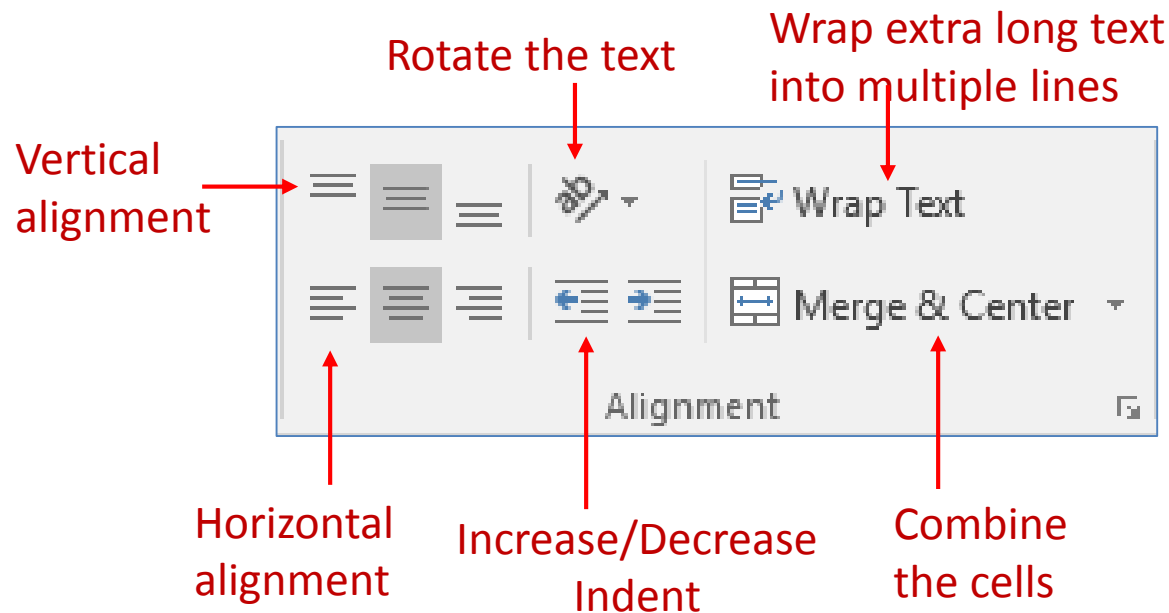 Rotate the text
Wrap extra long text
into multiple lines
Vertical
alignment
ab
Wrap Text
Merge & Center
Alignment
Horizontal
alignment
Increase/Decrease
Indent
Combine
the cells